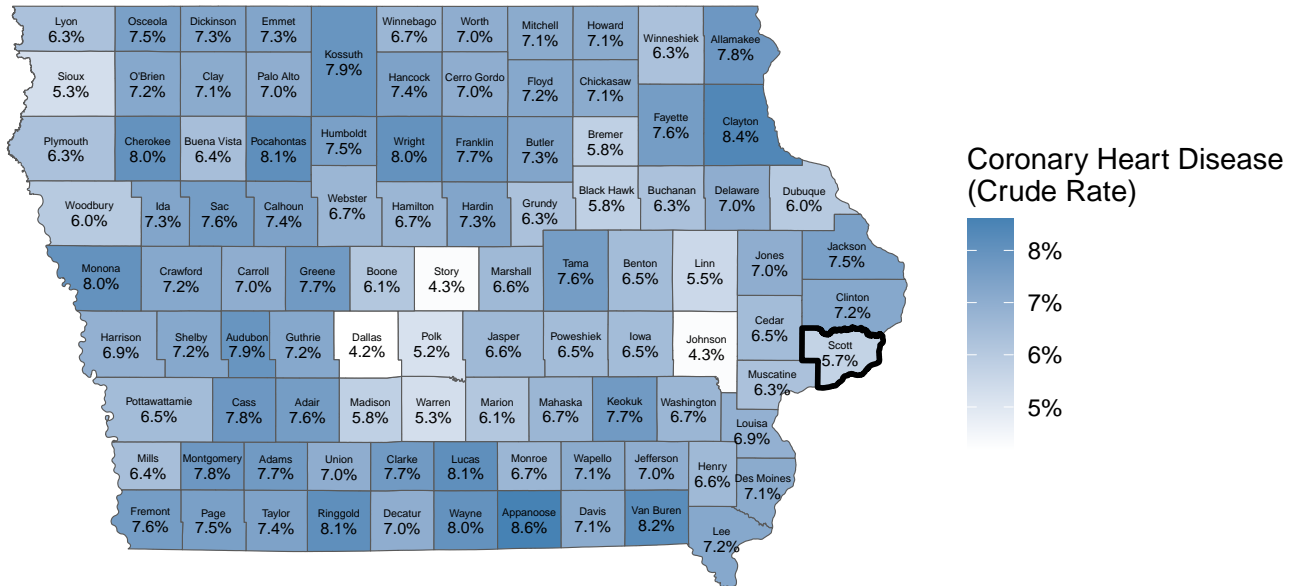 Lyon
6.3%
Osceola
7.5%
Dickinson
7.3%
Emmet
7.3%
Kossuth
7.9%
Winnebago
6.7%
Worth
7.0%
Mitchell
7.1%
Howard
7.1%
Winneshiek
6.3%
Allamakee
7.8%
Sioux
5.3%
O'Brien
7.2%
Clay
7.1%
Palo Alto
7.0%
Hancock
7.4%
Cerro Gordo
7.0%
Floyd
7.2%
Chickasaw
7.1%
Fayette
7.6%
Clayton
8.4%
Plymouth
6.3%
Cherokee
8.0%
Buena Vista
6.4%
Pocahontas
8.1%
Humboldt
7.5%
Wright
8.0%
Franklin
7.7%
Butler
7.3%
Bremer
5.8%
Woodbury
6.0%
Ida
7.3%
Sac
7.6%
Calhoun
7.4%
Webster
6.7%
Hamilton
6.7%
Hardin
7.3%
Grundy
6.3%
Black Hawk
5.8%
Buchanan
6.3%
Delaware
7.0%
Dubuque
6.0%
Monona
8.0%
Crawford
7.2%
Carroll
7.0%
Greene
7.7%
Boone
6.1%
Story
4.3%
Marshall
6.6%
Tama
7.6%
Benton
6.5%
Linn
5.5%
Jones
7.0%
Jackson
7.5%
Clinton
7.2%
Harrison
6.9%
Shelby
7.2%
Audubon
7.9%
Guthrie
7.2%
Dallas
4.2%
Polk
5.2%
Jasper
6.6%
Poweshiek
6.5%
Iowa
6.5%
Johnson
4.3%
Cedar
6.5%
Scott
5.7%
Muscatine
6.3%
Pottawattamie
6.5%
Cass
7.8%
Adair
7.6%
Madison
5.8%
Warren
5.3%
Marion
6.1%
Mahaska
6.7%
Keokuk
7.7%
Washington
6.7%
Louisa
6.9%
Mills
6.4%
Montgomery
7.8%
Adams
7.7%
Union
7.0%
Clarke
7.7%
Lucas
8.1%
Monroe
6.7%
Wapello
7.1%
Jefferson
7.0%
Henry
6.6%
Des Moines
7.1%
Fremont
7.6%
Page
7.5%
Taylor
7.4%
Ringgold
8.1%
Decatur
7.0%
Wayne
8.0%
Appanoose
8.6%
Davis
7.1%
Van Buren
8.2%
Lee
7.2%
Coronary Heart Disease
(Crude Rate)
8%
7%
6%
5%